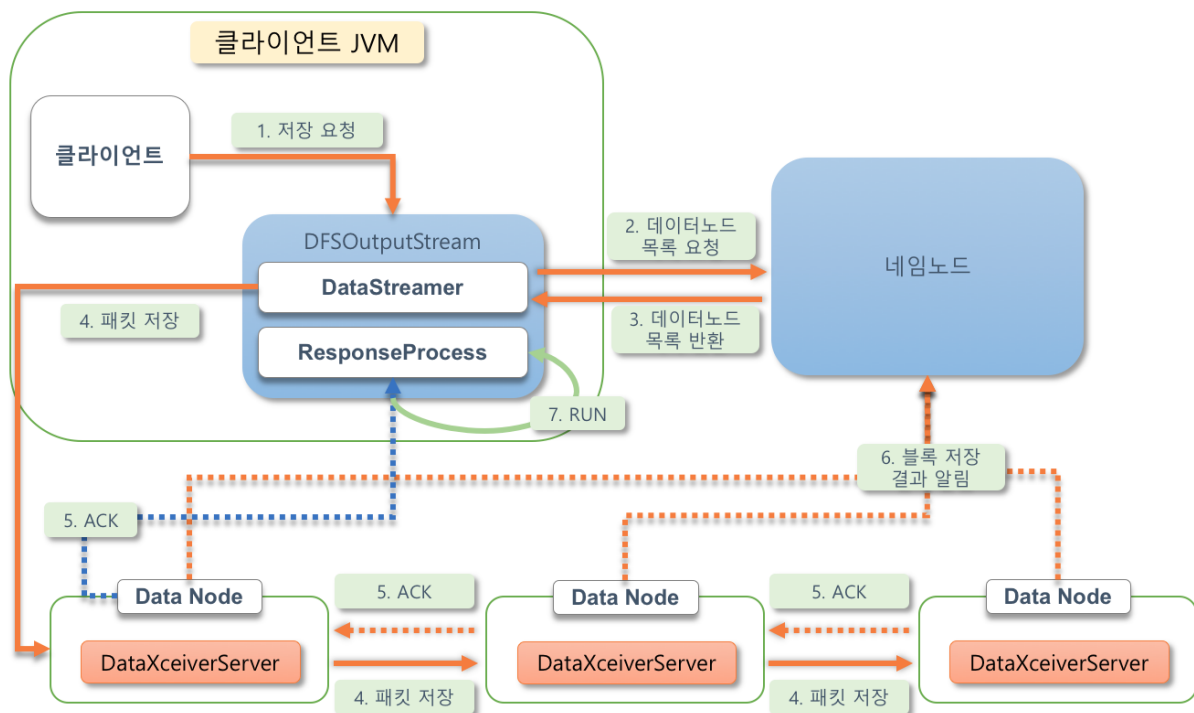 클라이언트 JVM
클라이언트
1. 저장 요청
DFSOutputStream
DataStreamer
ResponseProcess
2. 데이터노드
목록 요청
3. 데이터노드
목록 반환
네임노드
4. 패킷 저장
7. RUN
6. 블록 저장
결과 알림
5. ACK
Data Node
5. ACK
Data Node
5. ACK
Data Node
DataXceiverServer
DataXceiverServer
DataXceiverServer
4. 패킷 저장
4. 패킷 저장